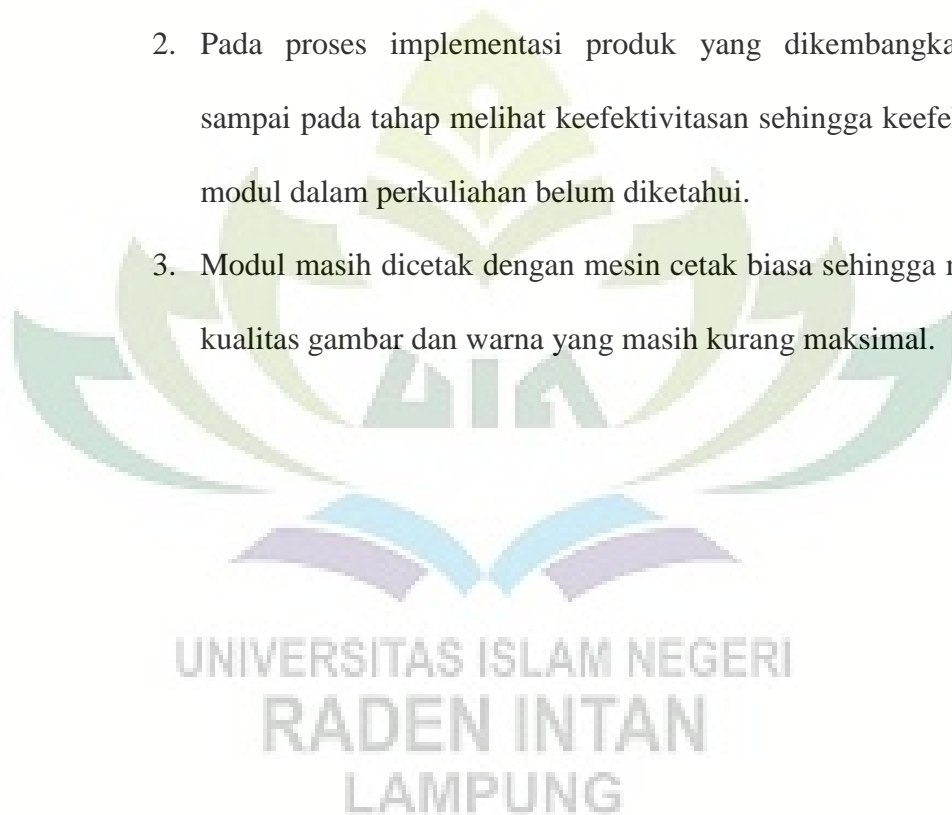 2. Pada proses implementasi produk yang dikembangka
sampai pada tahap melihat keefektivitasan sehingga keefe
modul dalam perkuliahan belum diketahui.
3. Modul masih dicetak dengan mesin cetak biasa sehingga
kualitas gambar dan warna yang masih kurang maksimal.
UNIVERSITAS ISLAM NEGERI
RADEN INTAN
LAMPUNG